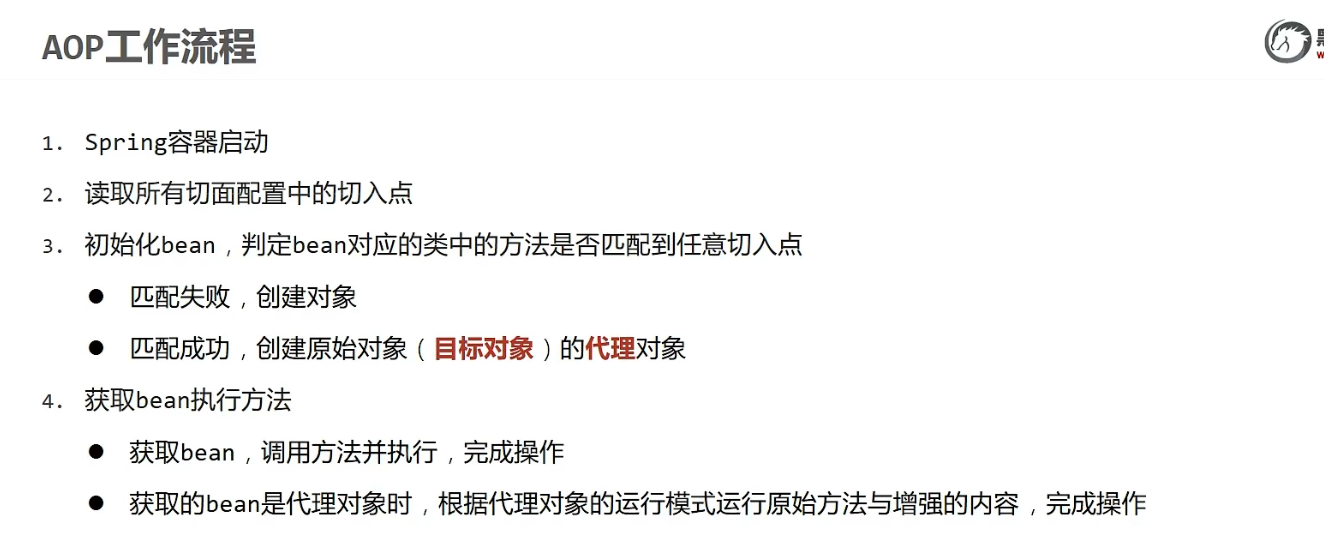 AOP工作流程
1. Spring容器启动
2. 读取所有切面配置中的切入点
3. 初始化bean，判定bean对应的类中的方法是否匹配到任意切入点
● 匹配失败，创建对象
● 匹配成功，创建原始对象（目标对象）的代理对象
4. 获取bean执行方法
● 获取bean，调用方法并执行，完成操作
● 获取的bean是代理对象时，根据代理对象的运行模式运行原始方法与增强的内容，完成操作